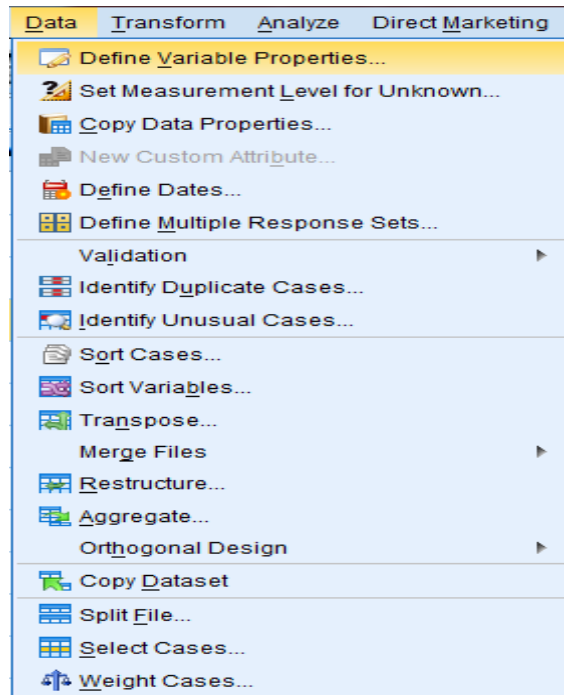 Data Transform Analyze Direct Marketing
Define Variable Properties...
Set Measurement Level for Unknown...
Copy Data Properties...
New Custom Attribute...
Define Dates...
Define Multiple Response Sets...
Validation
Identify Duplicate Cases...
Identify Unusual Cases...
Sort Cases...
Sort Variables...
Transpose...
Merge Files
Restructure...
Aggregate...
Orthogonal Design
Copy Dataset
Split File...
Select Cases...
Weight Cases...